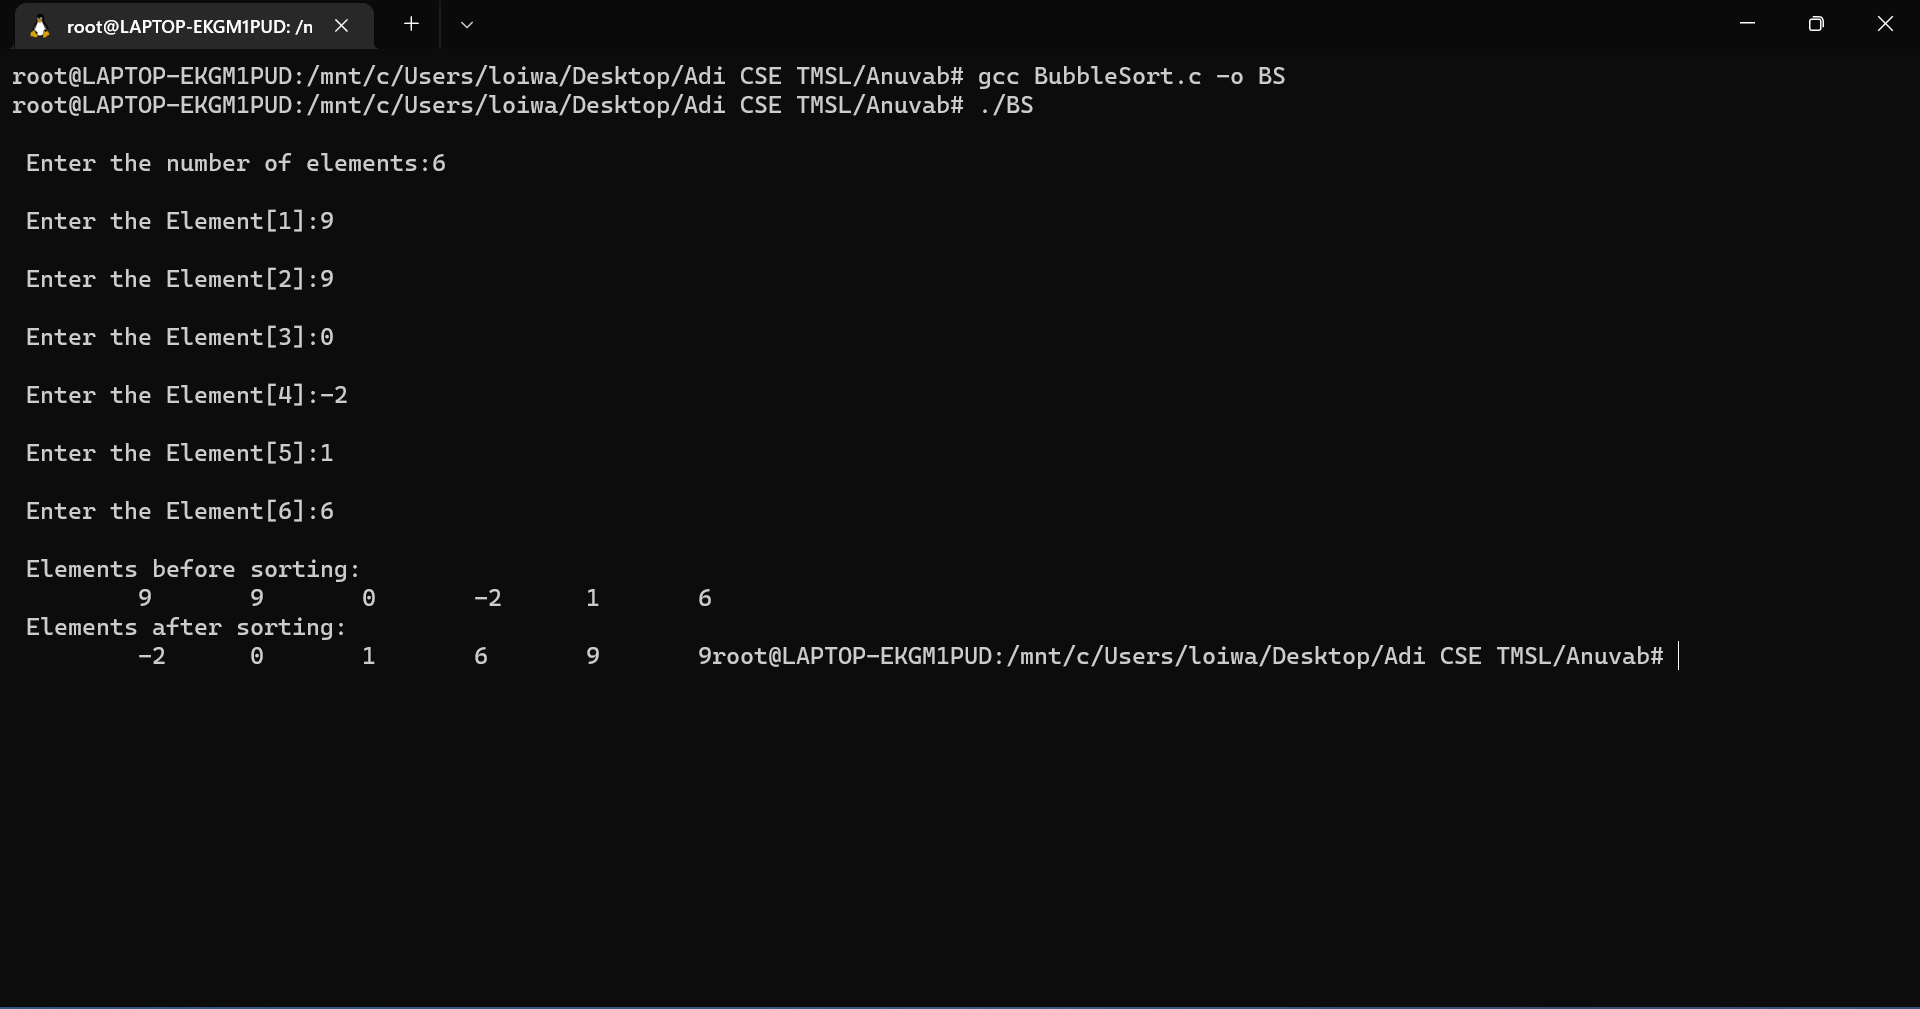 root@LAPTOP-EKGM1PUD: /n
root@LAPTOP-EKGM1PUD:/mnt/c/Users/loiwa/Desktop/Adi CSE TMSL/Anuvab# gcc BubbleSort.c -o BS
root@LAPTOP-EKGM1PUD:/mnt/c/Users/loiwa/Desktop/Adi CSE TMSL/Anuvab# ./BS
Enter the number of elements:6
Enter the Element[1]:9
Enter the Element[2]:9
Enter the Element[3]:0
Enter the Element[4]:-2
Enter the Element[5]:1
Enter the Element[6]:6
Elements before sorting:
9 9 0 -2 1 6
Elements after sorting:
-2 0 1 6 9 9root@LAPTOP-EKGM1PUD:/mnt/c/Users/loiwa/Desktop/Adi CSE TMSL/Anuvab#